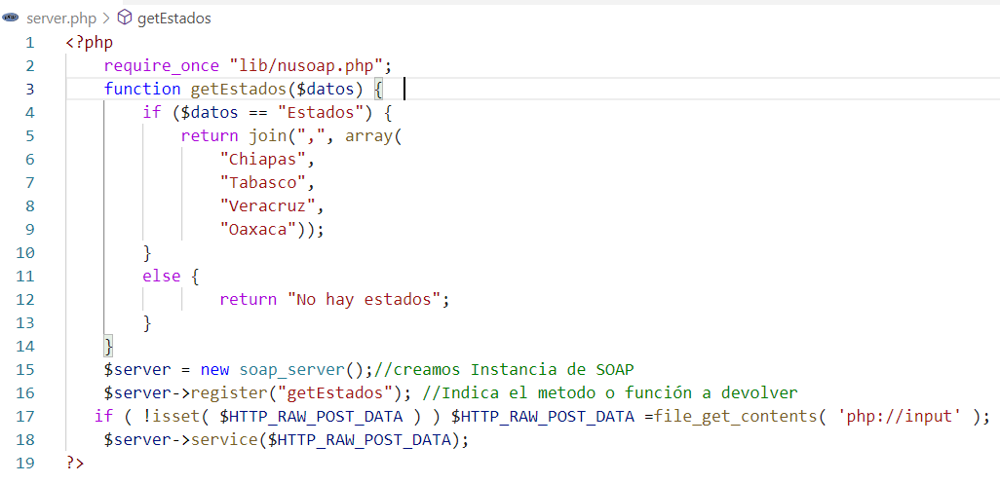 server.php > getEstados
1 <?php
2 require_once "lib/nusoap.php";
3 function getEstados($datos) {
4 if ($datos == "Estados") {
5 return join(",", array(
6 "Chiapas",
7 "Tabasco",
8 "Veracruz",
9 "Oaxaca"));
10 }
11 else {
12 return "No hay estados";
13 }
14 }
15 $server = new soap_server();//creamos Instancia de SOAP
16 $server->register("getEstados"); //Indica el metodo o función a devolver
17 if ( !isset( $HTTP_RAW_POST_DATA ) ) $HTTP_RAW_POST_DATA =file_get_contents( 'php://input' );
18 $server->service($HTTP_RAW_POST_DATA);
19 ?>